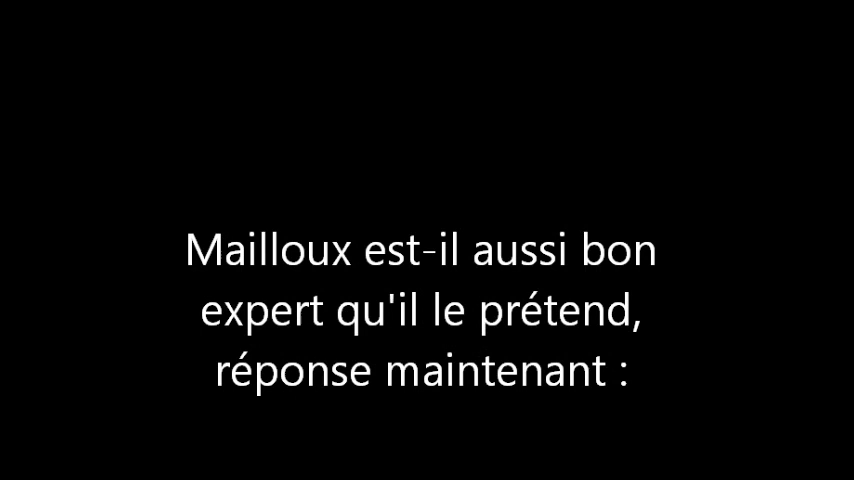 Mailloux est-il aussi bon
expert qu'il le prétend,
réponse maintenant :